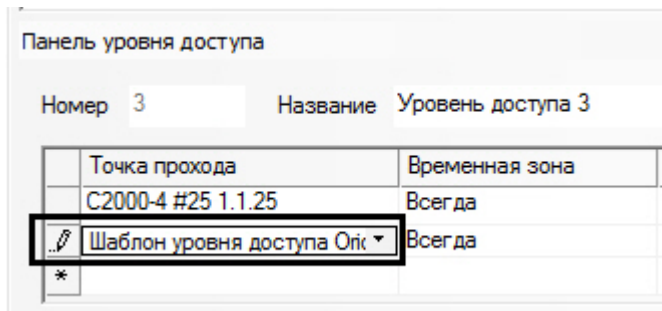 Панель уровня доступа
Номер 3 Название Уровень доступа 3
Точка прохода Временная зона
С2000-4 #25 1.1.25 Всегда
Шаблон уровня доступа Всегда
*